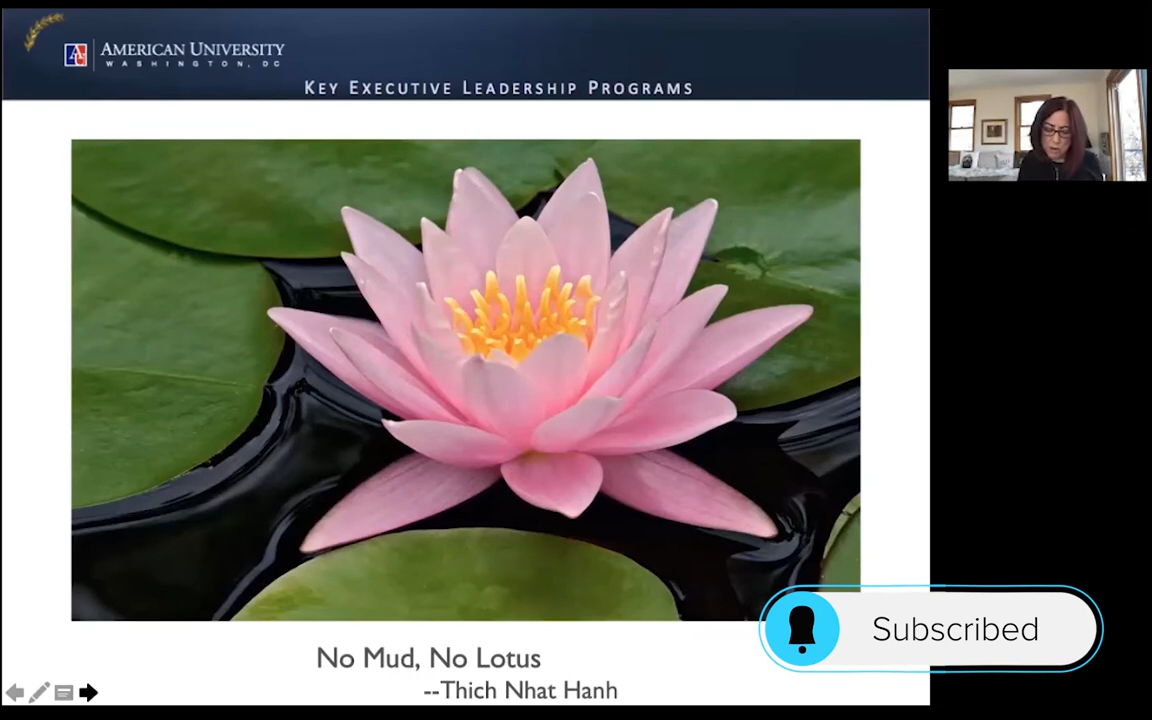 AMERICAN UNIVERSITY
WASHINGTON, DC
KEY EXECUTIVE LEADERSHIP PROGRAMS
No Mud, No Lotus
--Thich Nhat Hanh
Subscribed